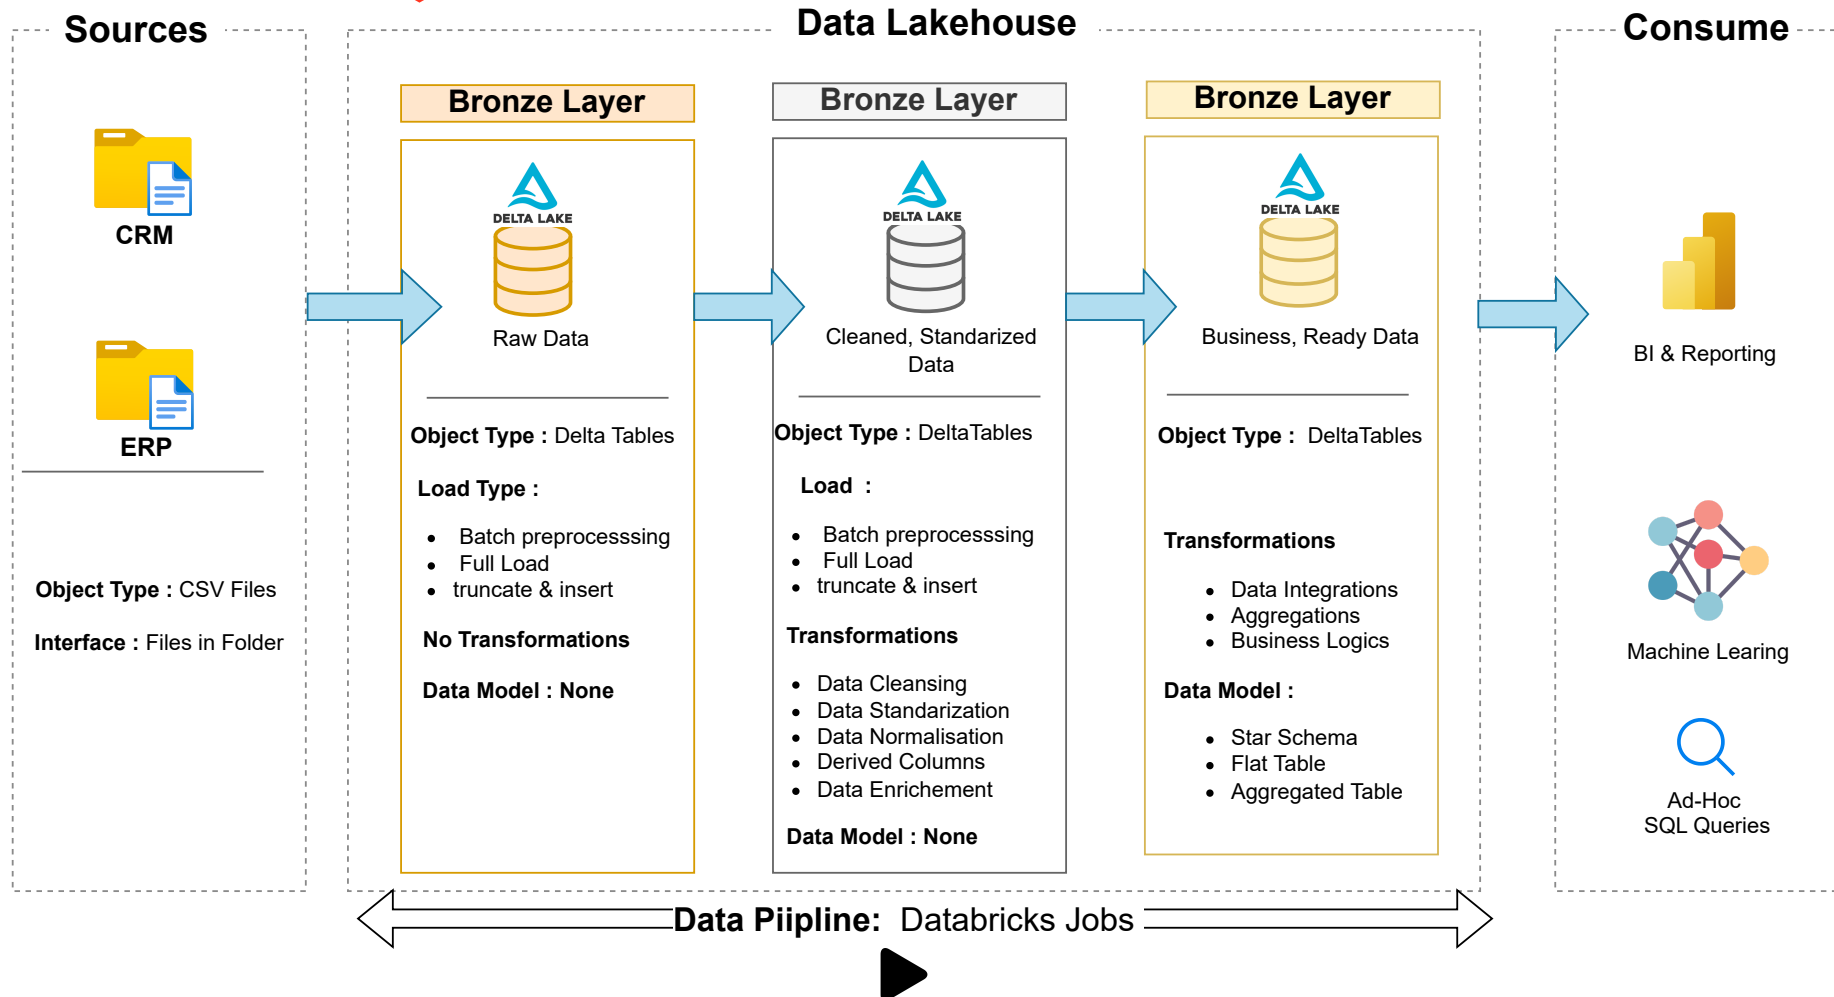 Sources
CRM
ERP
Object Type : CSV Files
Interface : Files in Folder
Data Lakehouse
Bronze Layer
DELTA LAKE
Raw Data
Object Type : Delta Tables
Load Type :
Batch preprocesssing
Full Load
truncate & insert
No Transformations
Data Model : None
Bronze Layer
DELTA LAKE
Cleaned, Standarized
Data
Object Type : DeltaTables
Load :
Batch preprocesssing
Full Load
truncate & insert
Transformations
Data Cleansing
Data Standarization
Data Normalisation
Derived Columns
Data Enrichement
Data Model : None
Bronze Layer
DELTA LAKE
Business, Ready Data
Object Type : DeltaTables
Transformations
Data Integrations
Aggregations
Business Logics
Data Model :
Star Schema
Flat Table
Aggregated Table
Data Piipline: Databricks Jobs
Consume
BI & Reporting
Machine Learing
Ad-Hoc
SQL Queries